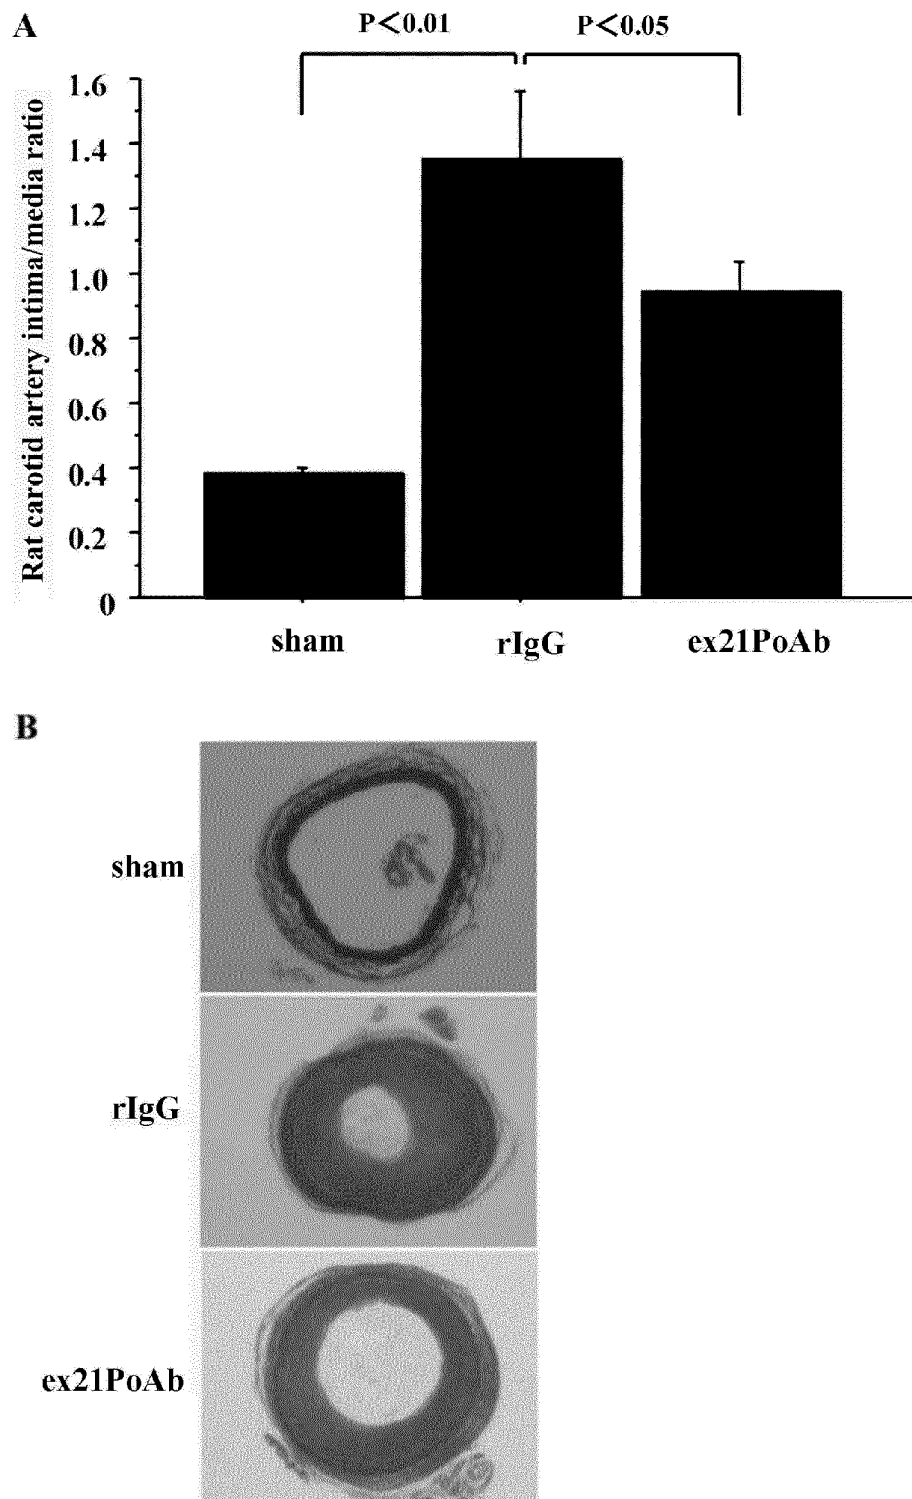 A
P<0.01
P<0.05
Rat carotid artery intima/media ratio
1.6
1.4
1.2
1.0
0.8
0.6
0.4
0.2
0
sham
rIgG
ex21PoAb
B
sham
rIgG
ex21PoAb